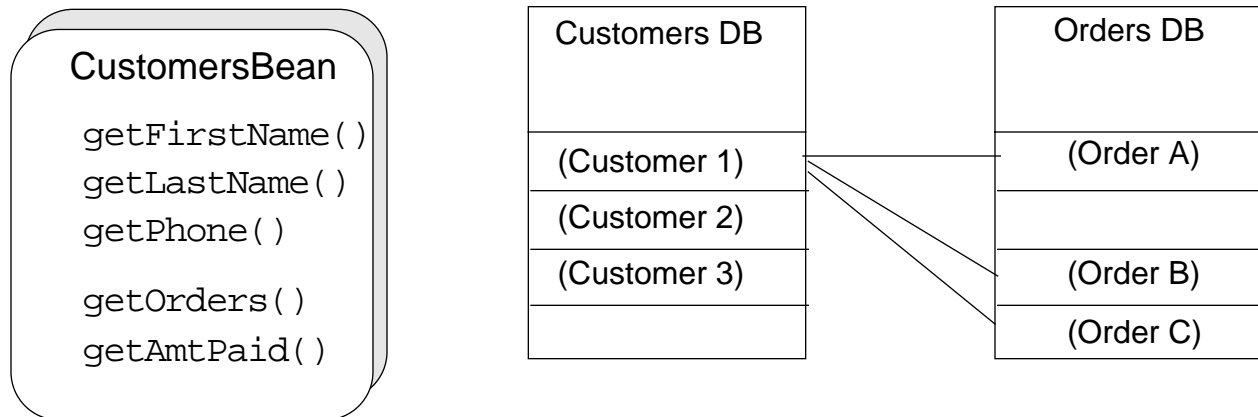 CustomersBean
getFirstName()
getLastName()
getPhone()
getOrders()
getAmtPaid()
Customers DB
(Customer 1)
(Customer 2)
(Customer 3)
Orders DB
(Order A)
(Order B)
(Order C)